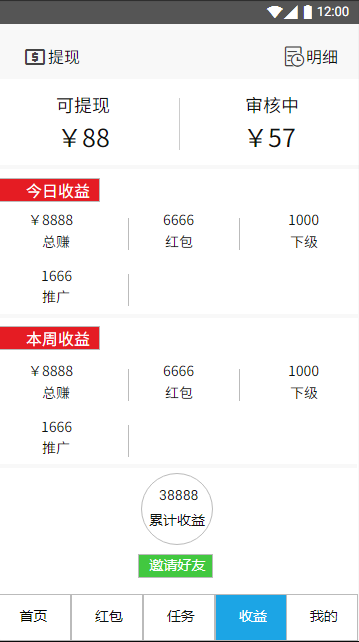 12:00
提现 明细
可提现 审核中
￥88 ￥57
今日收益
￥8888 6666 1000
总赚 红包 下级
1666
推广
本周收益
￥8888 6666 1000
总赚 红包 下级
1666
推广
38888
累计收益
邀请好友
首页 红包 任务 收益 我的